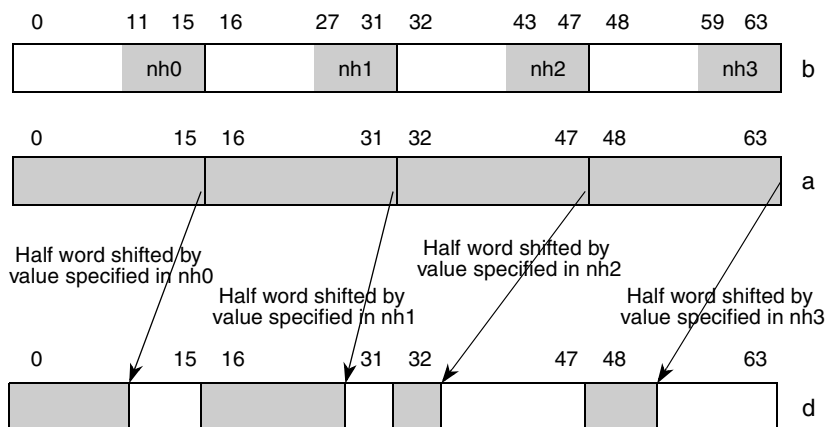 0 11 15 16 27 31 32 43 47 48 59 63
nh0 nh1 nh2 nh3 b
0 15 16 31 32 47 48 63
a
Half word shifted by
value specified in nh0
Half word shifted by
value specified in nh1
Half word shifted by
value specified in nh2
Half word shifted by
value specified in nh3
0 15 16 31 32 47 48 63
d